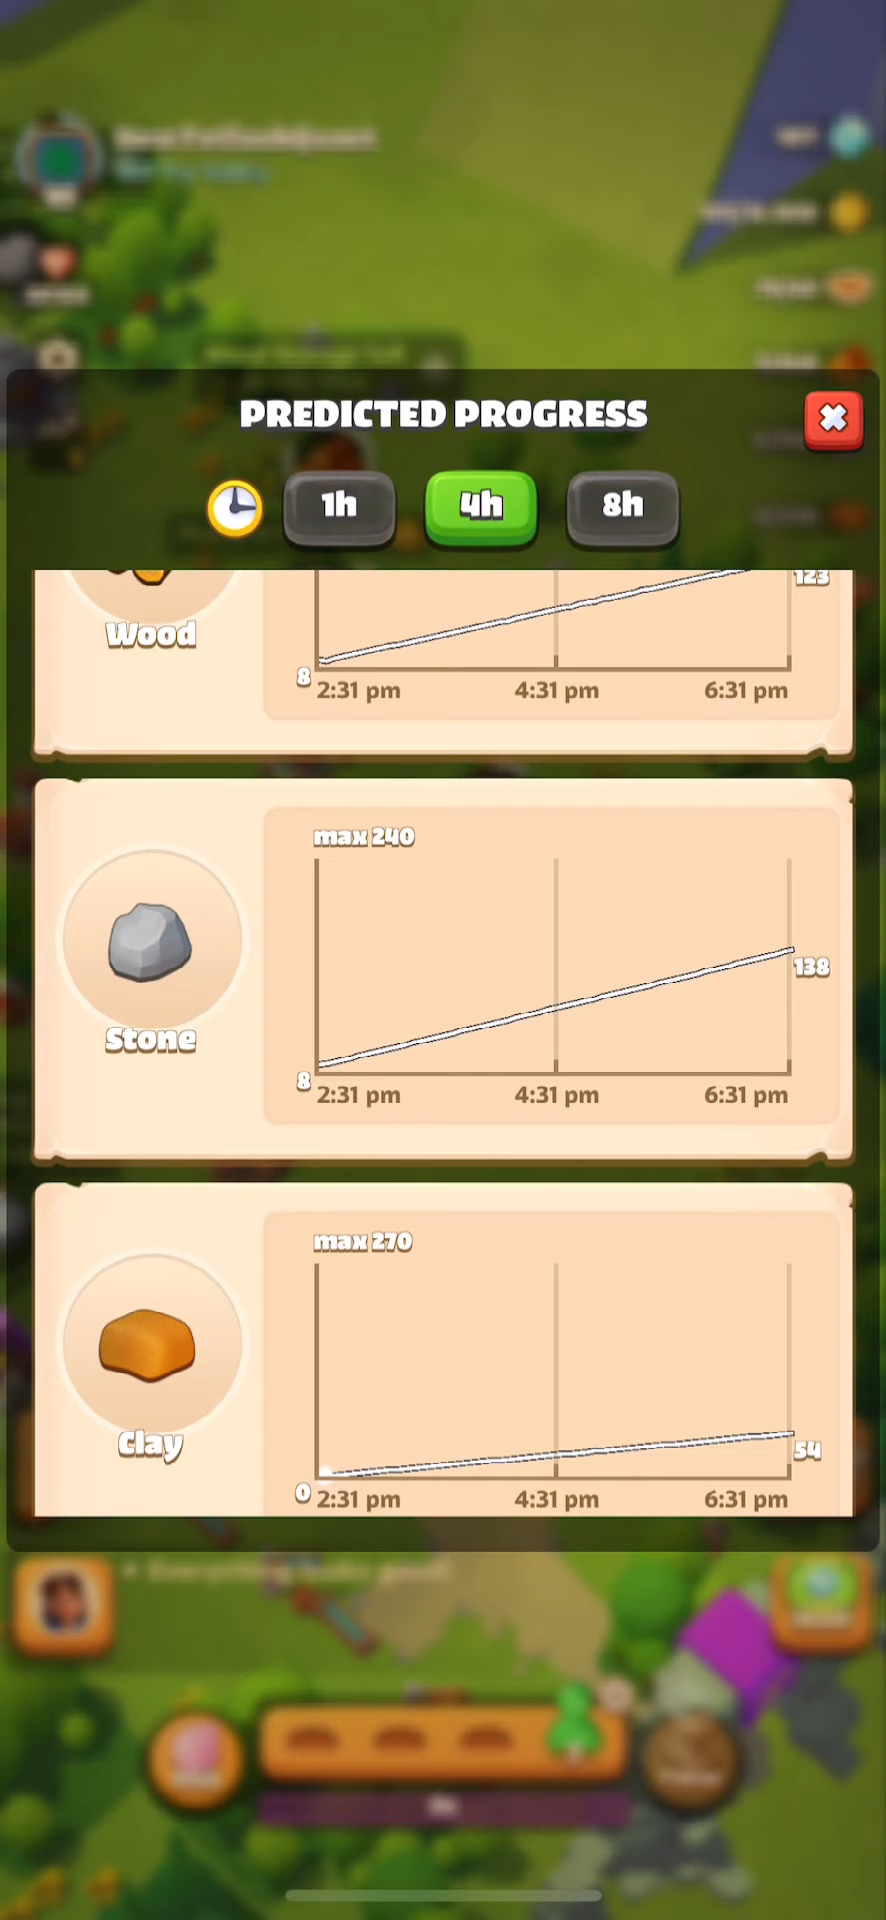 PREDICTED PROGRESS
1h 4h 8h
123
Wood
8
2:31 pm 4:31 pm 6:31 pm
max 240
138
Stone
8
2:31 pm 4:31 pm 6:31 pm
max 270
Clay
54
0
2:31 pm 4:31 pm 6:31 pm